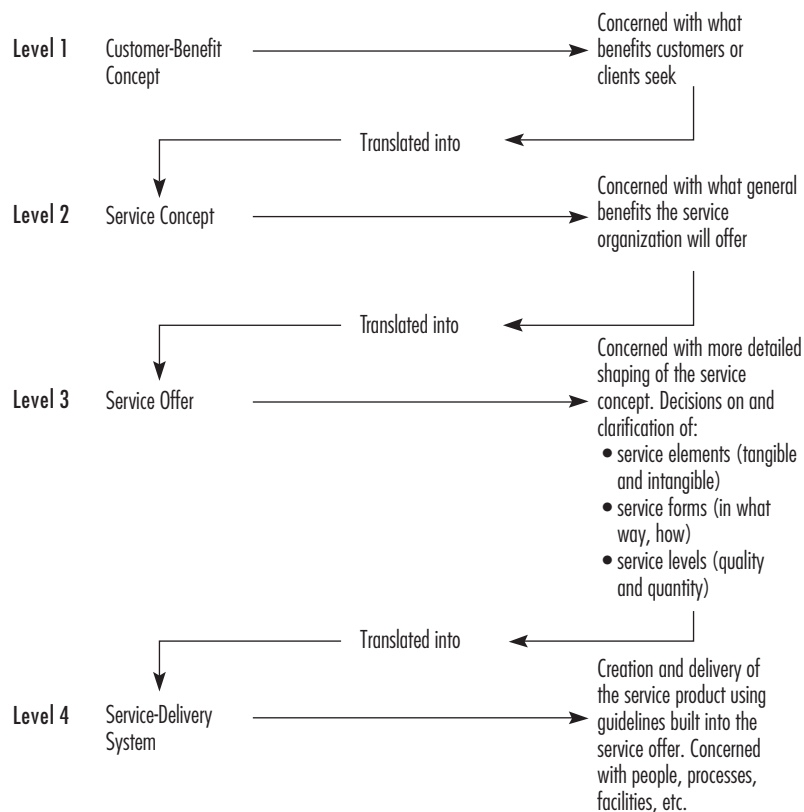 Level 1
Customer-Benefit
Concept
Concerned with what
benefits customers or
clients seek
Translated into
Level 2
Service Concept
Concerned with what general
benefits the service
organization will offer
Translated into
Level 3
Service Offer
Concerned with more detailed
shaping of the service
concept. Decisions on and
clarification of:
• service elements (tangible
and intangible)
• service forms (in what
way, how)
• service levels (quality
and quantity)
Translated into
Level 4
Service-Delivery
System
Creation and delivery of
the service product using
guidelines built into the
service offer. Concerned
with people, processes,
facilities, etc.